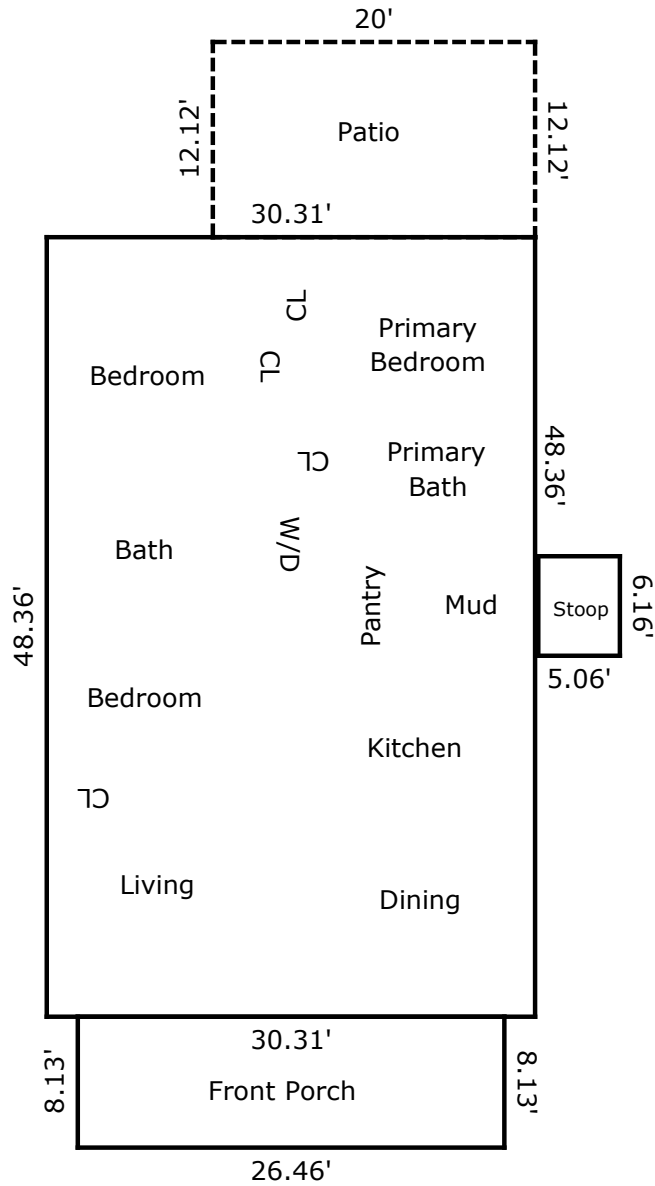 20'
12.12'
12.12'
Patio
30.31'
CL
Primary
Bedroom
CL
Bedroom
CL
Primary
Bath
48.36'
W/D
Bath
Pantry
Mud
Stoop
6.16'
48.36'
5.06'
Bedroom
Kitchen
CL
Living
Dining
30.31'
8.13'
8.13'
Front Porch
26.46'